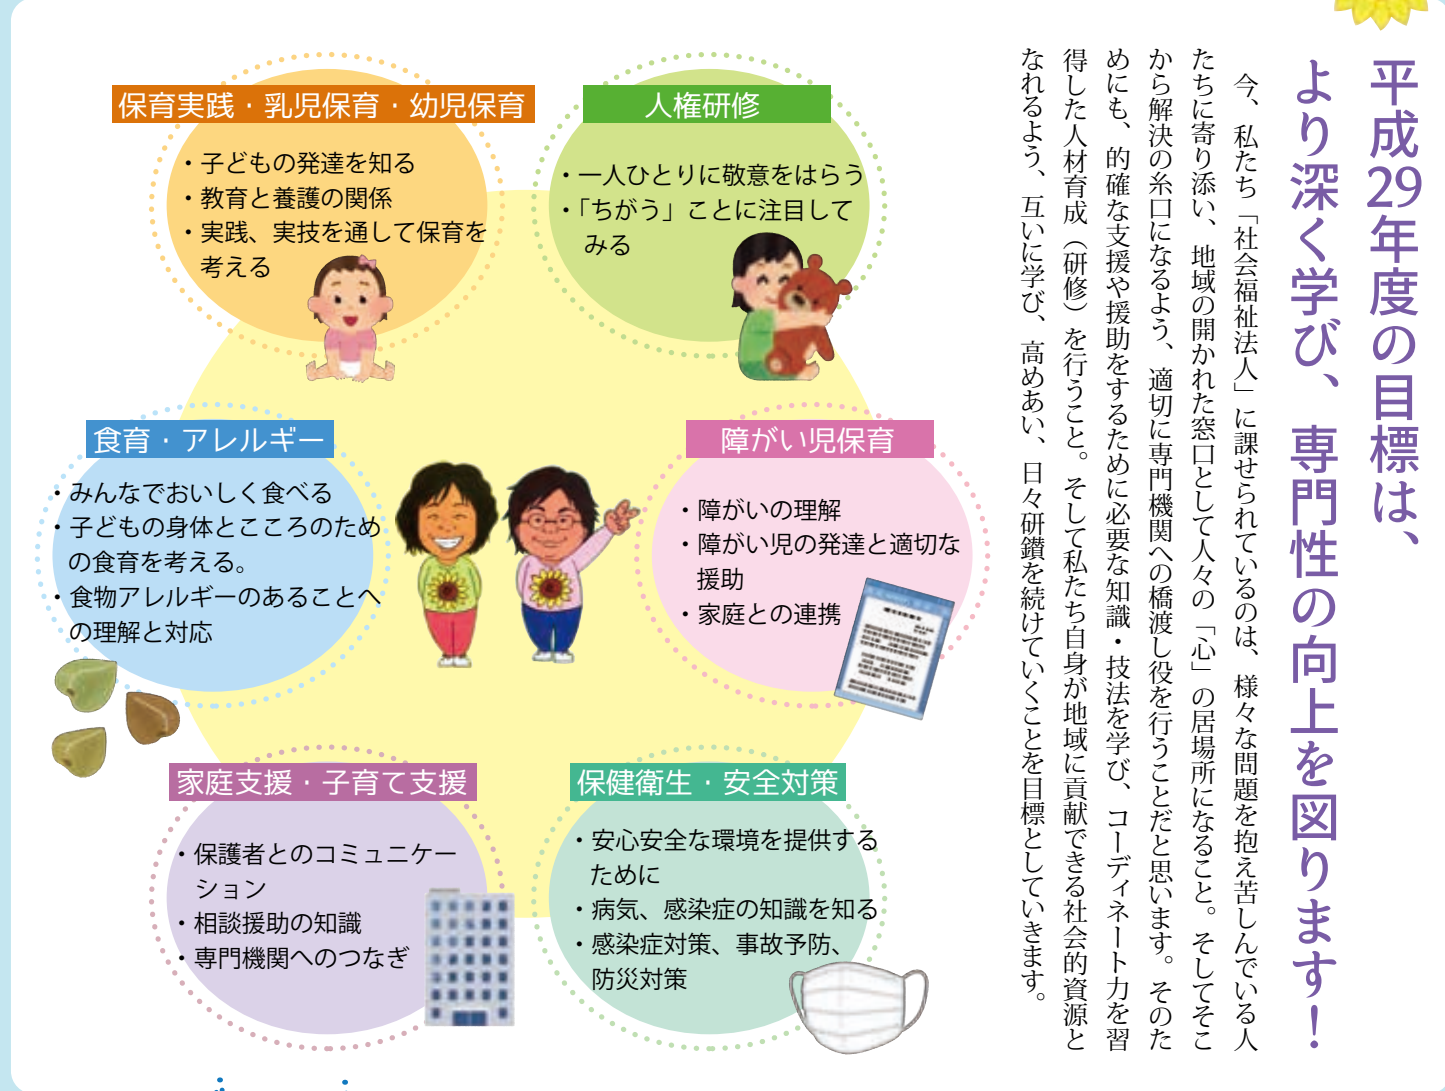 平成29年度の目標は、
より深く学び、専門性の向上を図ります！
今、私たち「社会福祉法人」に課せられているのは、様々な問題を抱え苦しんでいる人
たちに寄り添い、地域の開かれた窓口として人々の「心」の居場所になること。そしてそこ
から解決の糸口になるよう、適切に専門機関への橋渡し役を行うことだと思います。そのた
めにも、的確な支援や援助をするために必要な知識・技法を学び、コーディネート力を習
得した人材育成（研修）を行うこと。そして私たち自身が地域に貢献できる社会的資源と
なれるよう、互いに学び、高めあい、日々研鑽を続けていくことを目標としていきます。
保育実践・乳児保育・幼児保育
・子どもの発達を知る
・教育と養護の関係
・実践、実技を通して保育を
考える
人権研修
・一人ひとりに敬意をはらう
・「ちがう」ことに注目して
みる
食育・アレルギー
・みんなでおいしく食べる
・子どもの身体とこころのため
の食育を考える。
・食物アレルギーのあることへ
の理解と対応
障がい児保育
・障がいの理解
・障がい児の発達と適切な
援助
・家庭との連携
家庭支援・子育て支援
・保護者とのコミュニケー
ション
・相談援助の知識
・専門機関へのつなぎ
保健衛生・安全対策
・安心安全な環境を提供する
ために
・病気、感染症の知識を知る
・感染症対策、事故予防、
防災対策